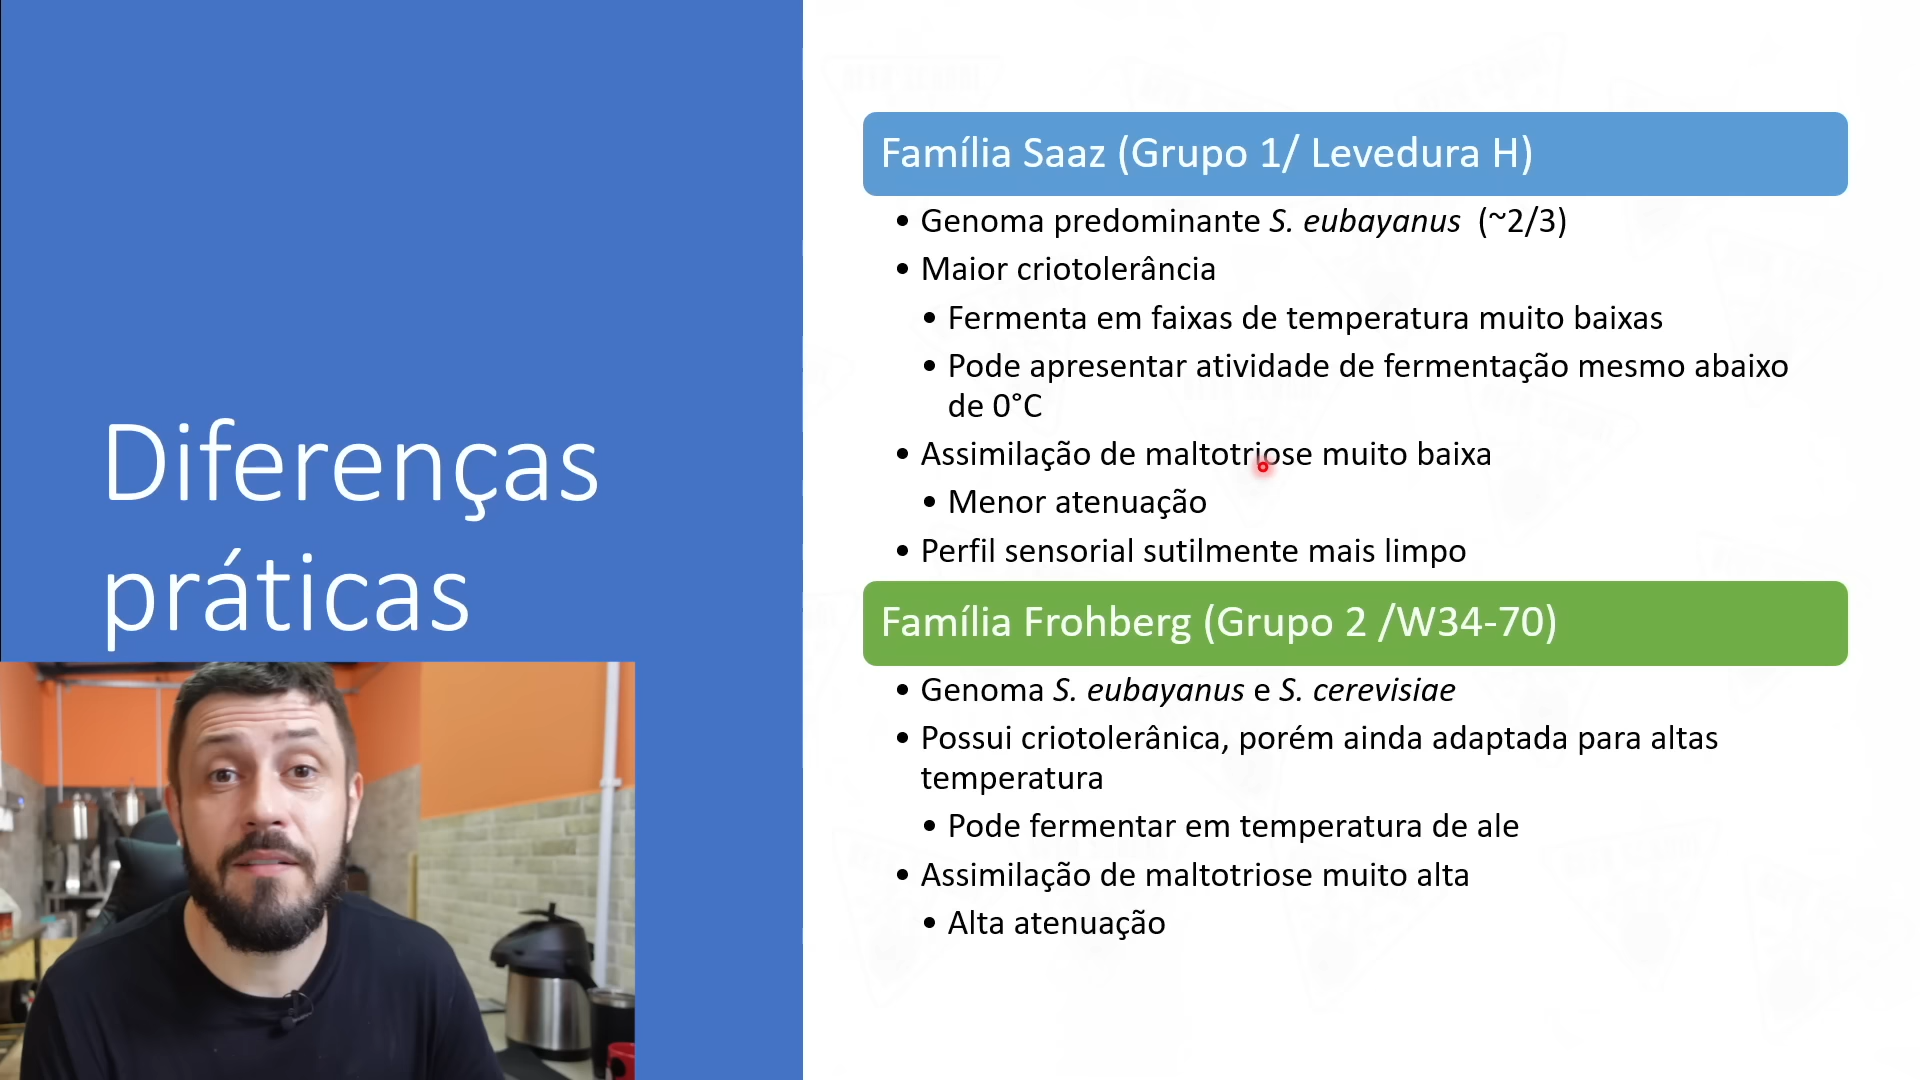 Diferenças
práticas
Família Saaz (Grupo 1/ Levedura H)
• Genoma predominante S. eubayanus (~2/3)
• Maior criotolerância
• Fermenta em faixas de temperatura muito baixas
• Pode apresentar atividade de fermentação mesmo abaixo
de 0°C
• Assimilação de maltotriose muito baixa
• Menor atenuação
• Perfil sensorial sutilmente mais limpo
Família Frohberg (Grupo 2 /W34-70)
• Genoma S. eubayanus e S. cerevisiae
• Possui criotolerânica, porém ainda adaptada para altas
temperatura
• Pode fermentar em temperatura de ale
• Assimilação de maltotriose muito alta
• Alta atenuação